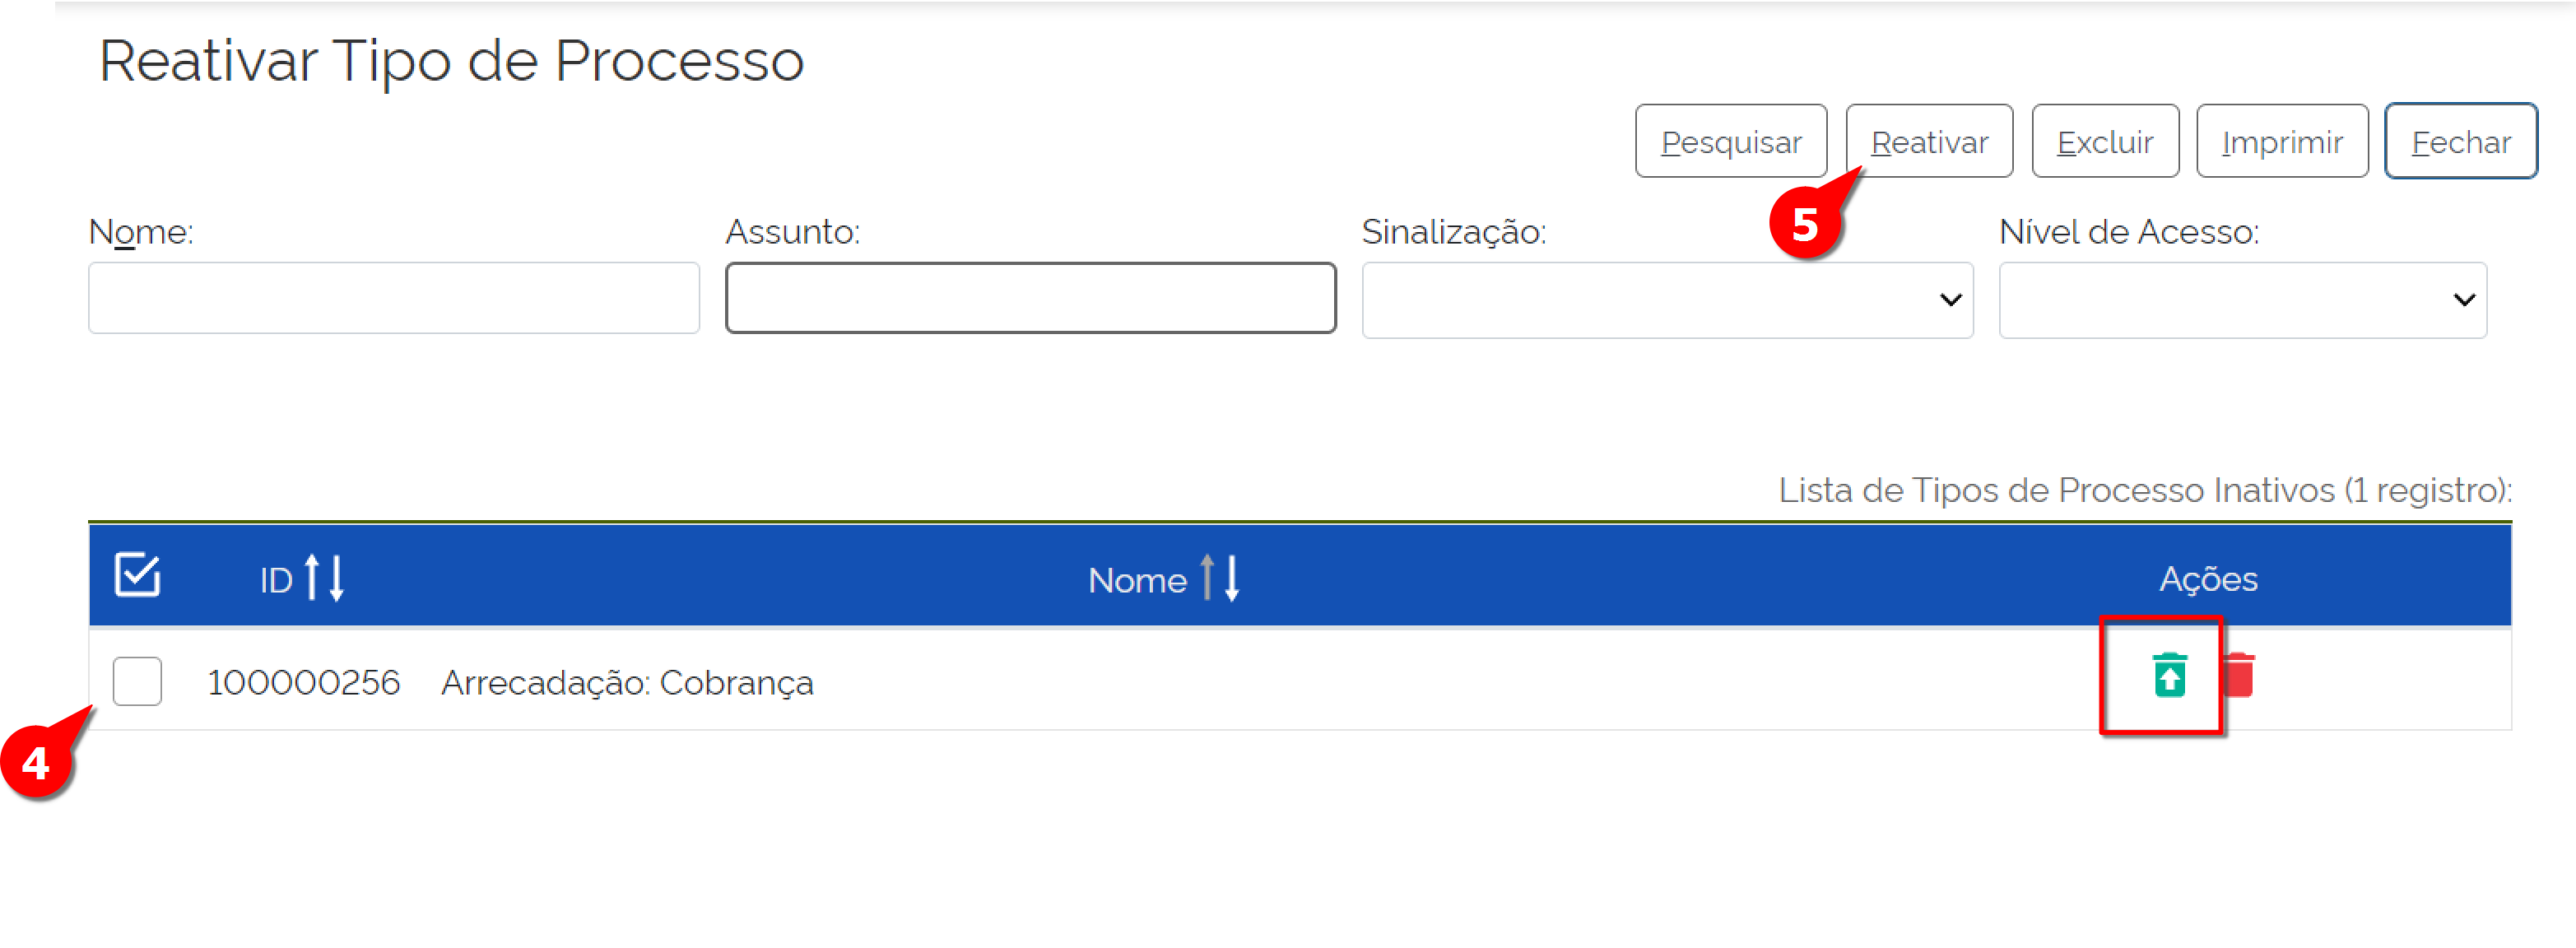 Reativar Tipo de Processo
Pesquisar Reativar Excluir Imprimir Fechar
5
Nome: Assunto: Sinalização: Nível de Acesso:
Lista de Tipos de Processo Inativos (1 registro):
ID Nome Ações
100000256 Arrecadação: Cobrança
4